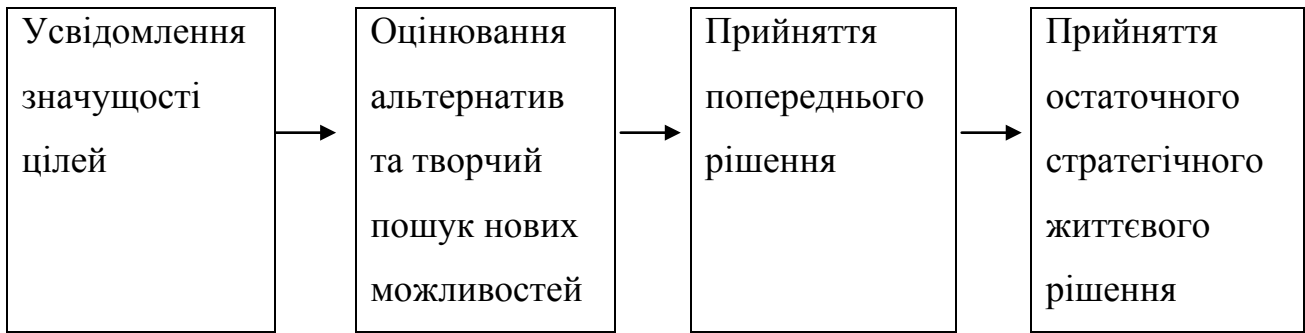 Усвідомлення
значущості
цілей
Оцінювання
альтернатив
та творчий
пошук нових
можливостей
Прийняття
попереднього
рішення
Прийняття
остаточного
стратегічного
життєвого
рішення